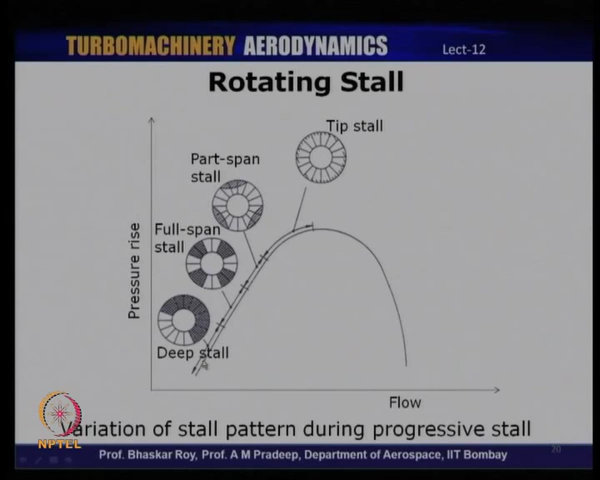 TURBOMACHINERY AERODYNAMICS
Lect-12
Rotating Stall
Tip stall
Part-span
stall
Full-span
stall
Deep stall
Pressure rise
Flow
Variation of stall pattern during progressive stall
NPTEL
Prof. Bhaskar Roy, Prof. A M Pradeep, Department of Aerospace, IIT Bombay
20